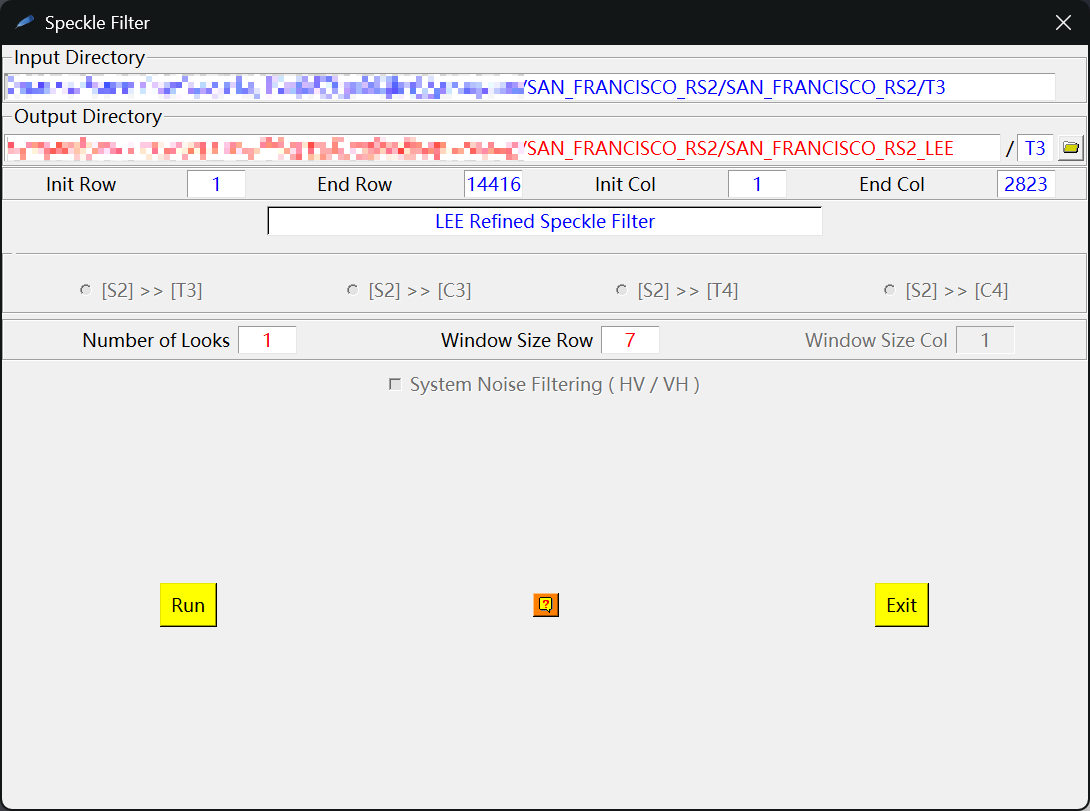 Speckle Filter
Input Directory
/SAN_FRANCISCO_RS2/SAN_FRANCISCO_RS2/T3
Output Directory
/SAN_FRANCISCO_RS2/SAN_FRANCISCO_RS2_LEE / T3
Init Row 1 End Row 14416 Init Col 1 End Col 2823
LEE Refined Speckle Filter
[S2] >> [T3] [S2] >> [C3] [S2] >> [T4] [S2] >> [C4]
Number of Looks 1 Window Size Row 7 Window Size Col 1
System Noise Filtering ( HV / VH )
Run ? Exit